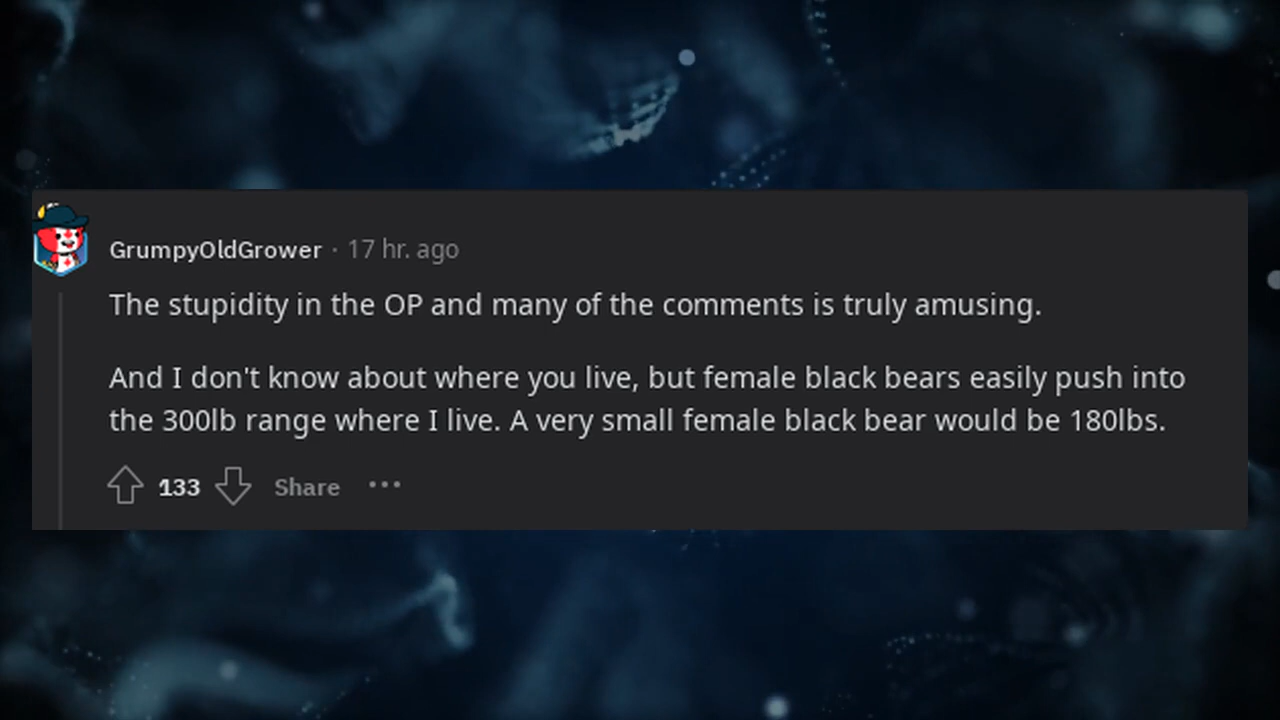 GrumpyOldGrower · 17 hr. ago
The stupidity in the OP and many of the comments is truly amusing.
And I don't know about where you live, but female black bears easily push into
the 300lb range where I live. A very small female black bear would be 180lbs.
133 Share ...